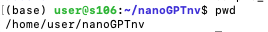 [(base) user@s106:~/nanoGPTnv$ pwd
/home/user/nanoGPTnv